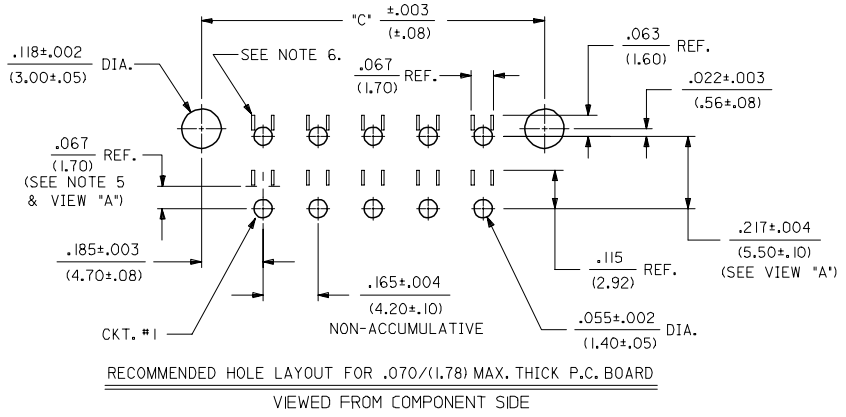 "C" ±.003
(±.08)
.118±.002 DIA.
(3.00±.05)
SEE NOTE 6.
.067 REF.
(1.70)
.063 REF.
(1.60)
.022±.003
(.56±.08)
.067 REF.
(1.70)
(SEE NOTE 5
& VIEW "A")
.185±.003
(4.70±.08)
.165±.004
(4.20±.10)
NON-ACCUMULATIVE
.115 REF.
(2.92)
.217±.004
(5.50±.10)
(SEE VIEW "A")
CKT. #1
.055±.002 DIA.
(1.40±.05)
RECOMMENDED HOLE LAYOUT FOR .070/(1.78) MAX. THICK P.C. BOARD
VIEWED FROM COMPONENT SIDE